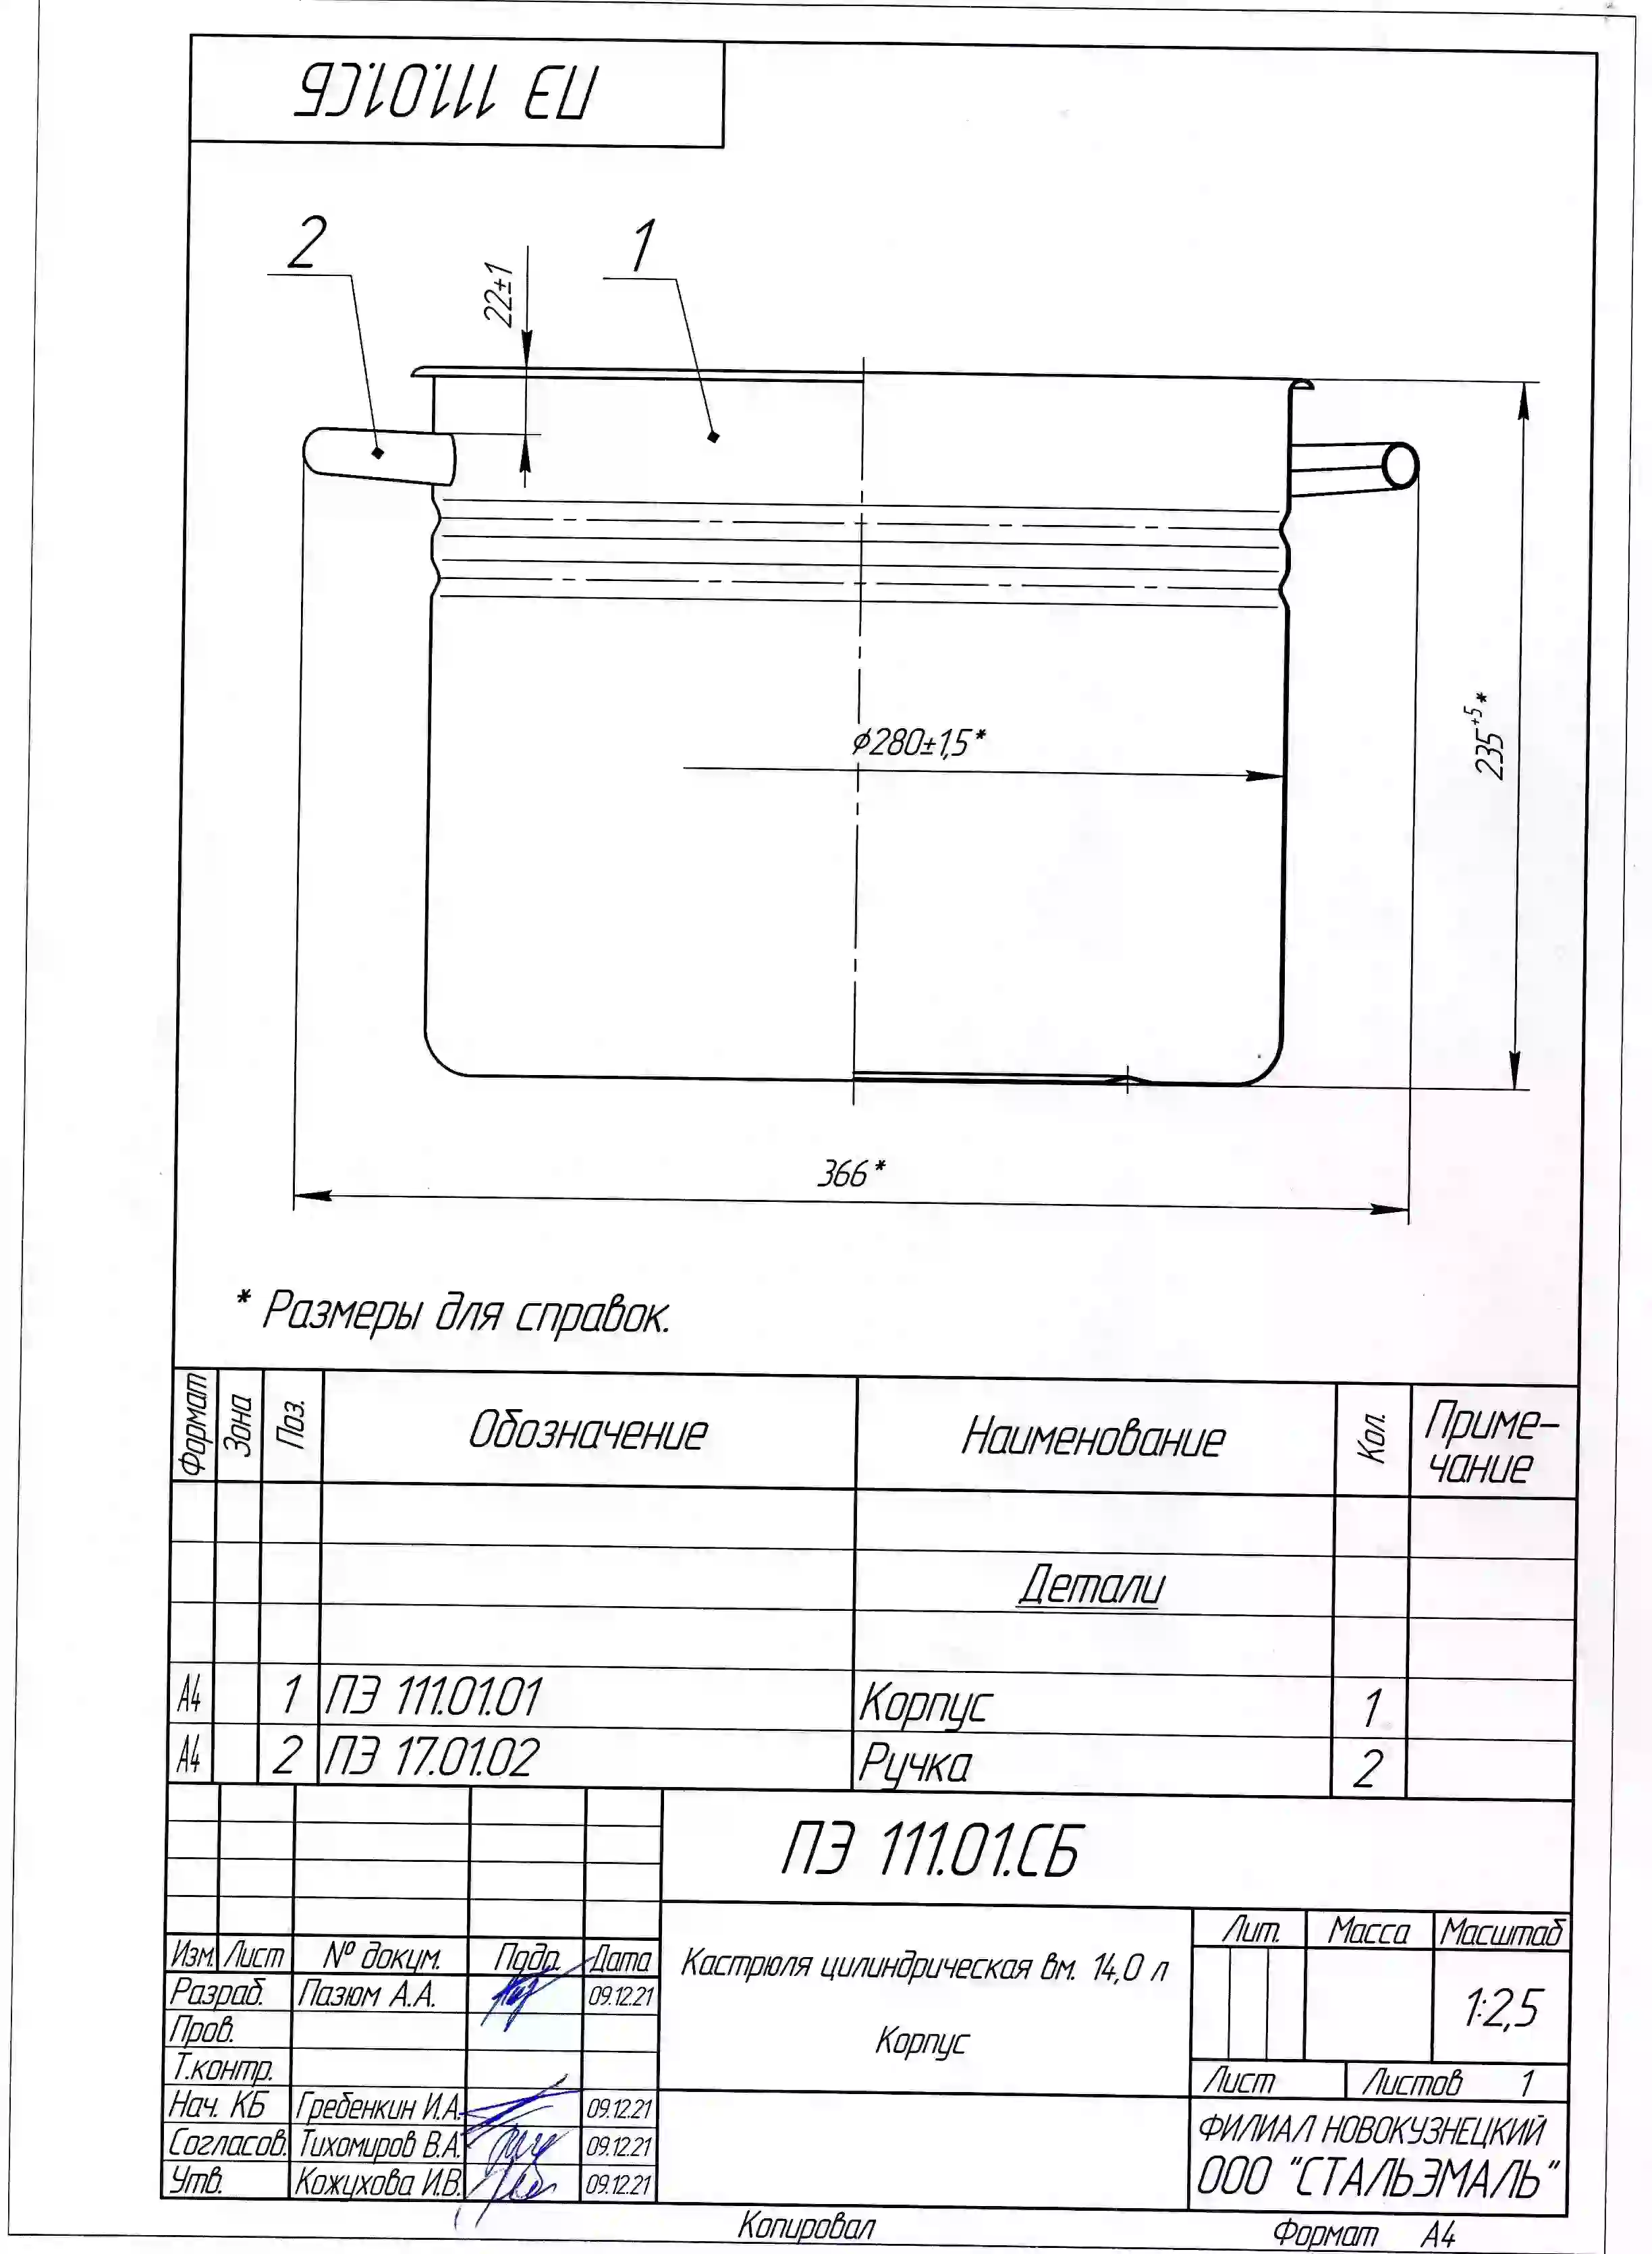 ПЭ 111.01.СБ
2
1
22±1
⌀280±1,5*
235⁺⁵*
366*
* Размеры для справок.
Формат Зона Поз. Обозначение Наименование Кол. Приме-
чание
Детали
А4 1 ПЭ 111.01.01 Корпус 1
А4 2 ПЭ 17.01.02 Ручка 2
ПЭ 111.01.СБ
Изм. Лист № докум. Подп. Дата
Разраб. Пазюм А.А. 09.12.21
Пров.
Т.контр.
Нач. КБ Гребенкин И.А. 09.12.21
Согласов. Тихомиров В.А. 09.12.21
Утв. Кожухова И.В. 09.12.21
Кастрюля цилиндрическая вм. 14,0 л
Корпус
Лит. Масса Масштаб
1:2,5
Лист Листов 1
ФИЛИАЛ НОВОКУЗНЕЦКИЙ
ООО "СТАЛЬЭМАЛЬ"
Копировал Формат А4